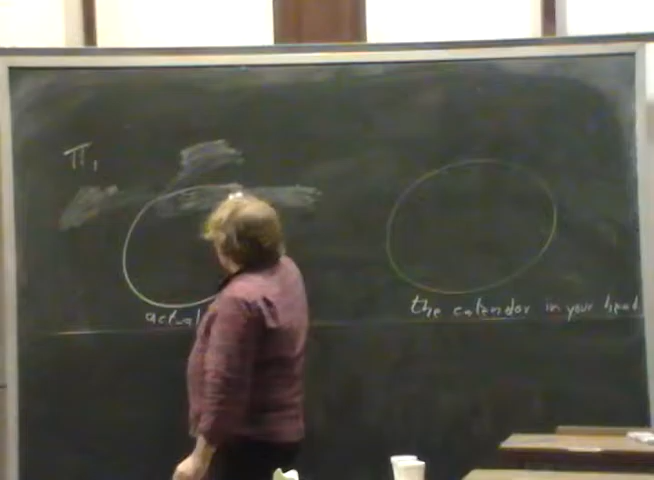 π₁
actual
the calendar in your head